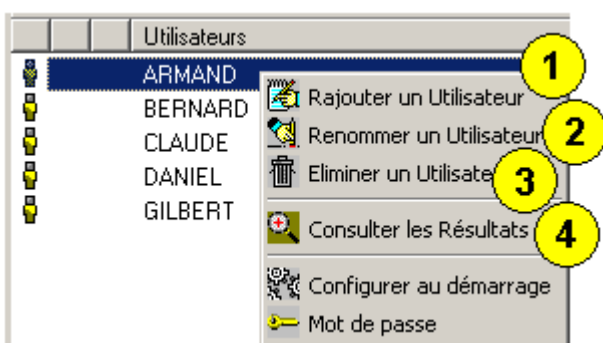 Utilisateurs
ARMAND
BERNARD
CLAUDE
DANIEL
GILBERT
Rajouter un Utilisateur
1
Renommer un Utilisateur
2
Eliminer un Utilisate
3
Consulter les Résultats
4
Configurer au démarrage
Mot de passe